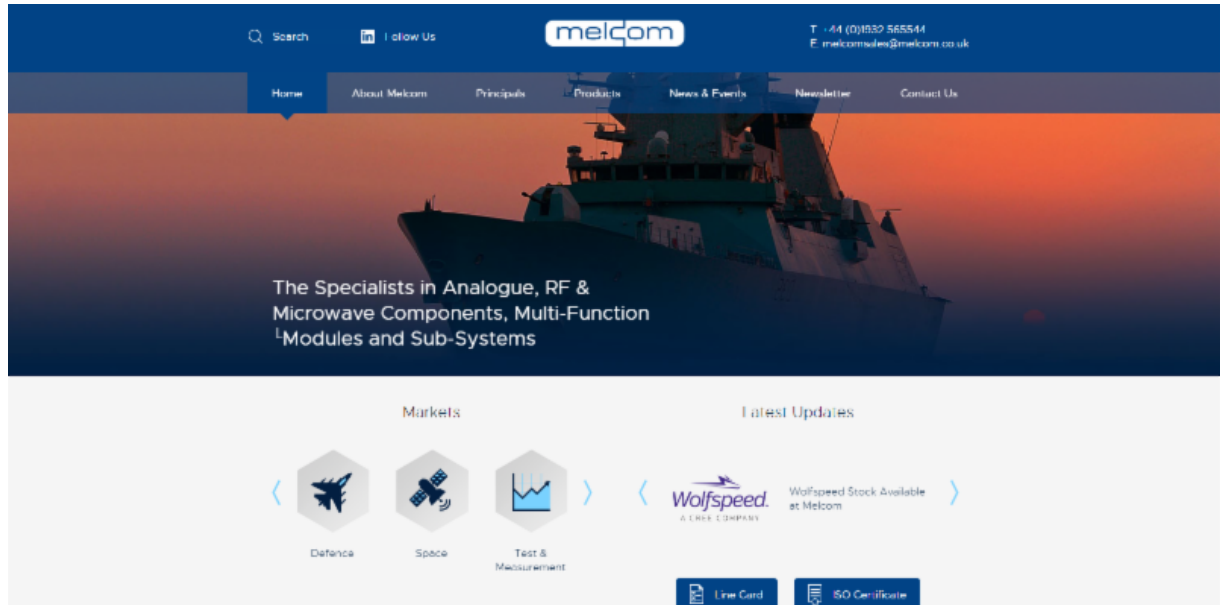 Search
in Follow Us
melcom
T +44 (0)1932 565544
E melcomsales@melcom.co.uk
Home
About Melcom
Principals
Products
News & Events
Newsletter
Contact Us
The Specialists in Analogue, RF &
Microwave Components, Multi-Function
Modules and Sub-Systems
Markets
Defence
Space
Test &
Measurement
Latest Updates
Wolfspeed.
A CREE COMPANY
Wolfspeed Stock Available
at Melcom
Line Card
ISO Certificate